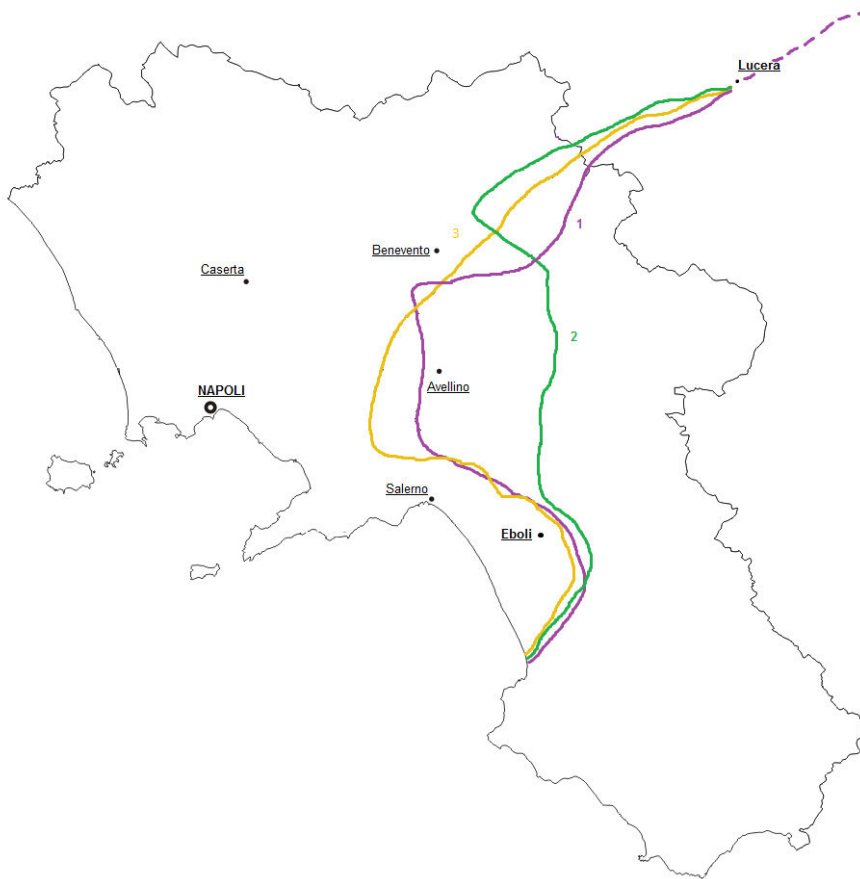 Lucera
1
3
Benevento
Caserta
2
Avellino
NAPOLI
Salerno
Eboli